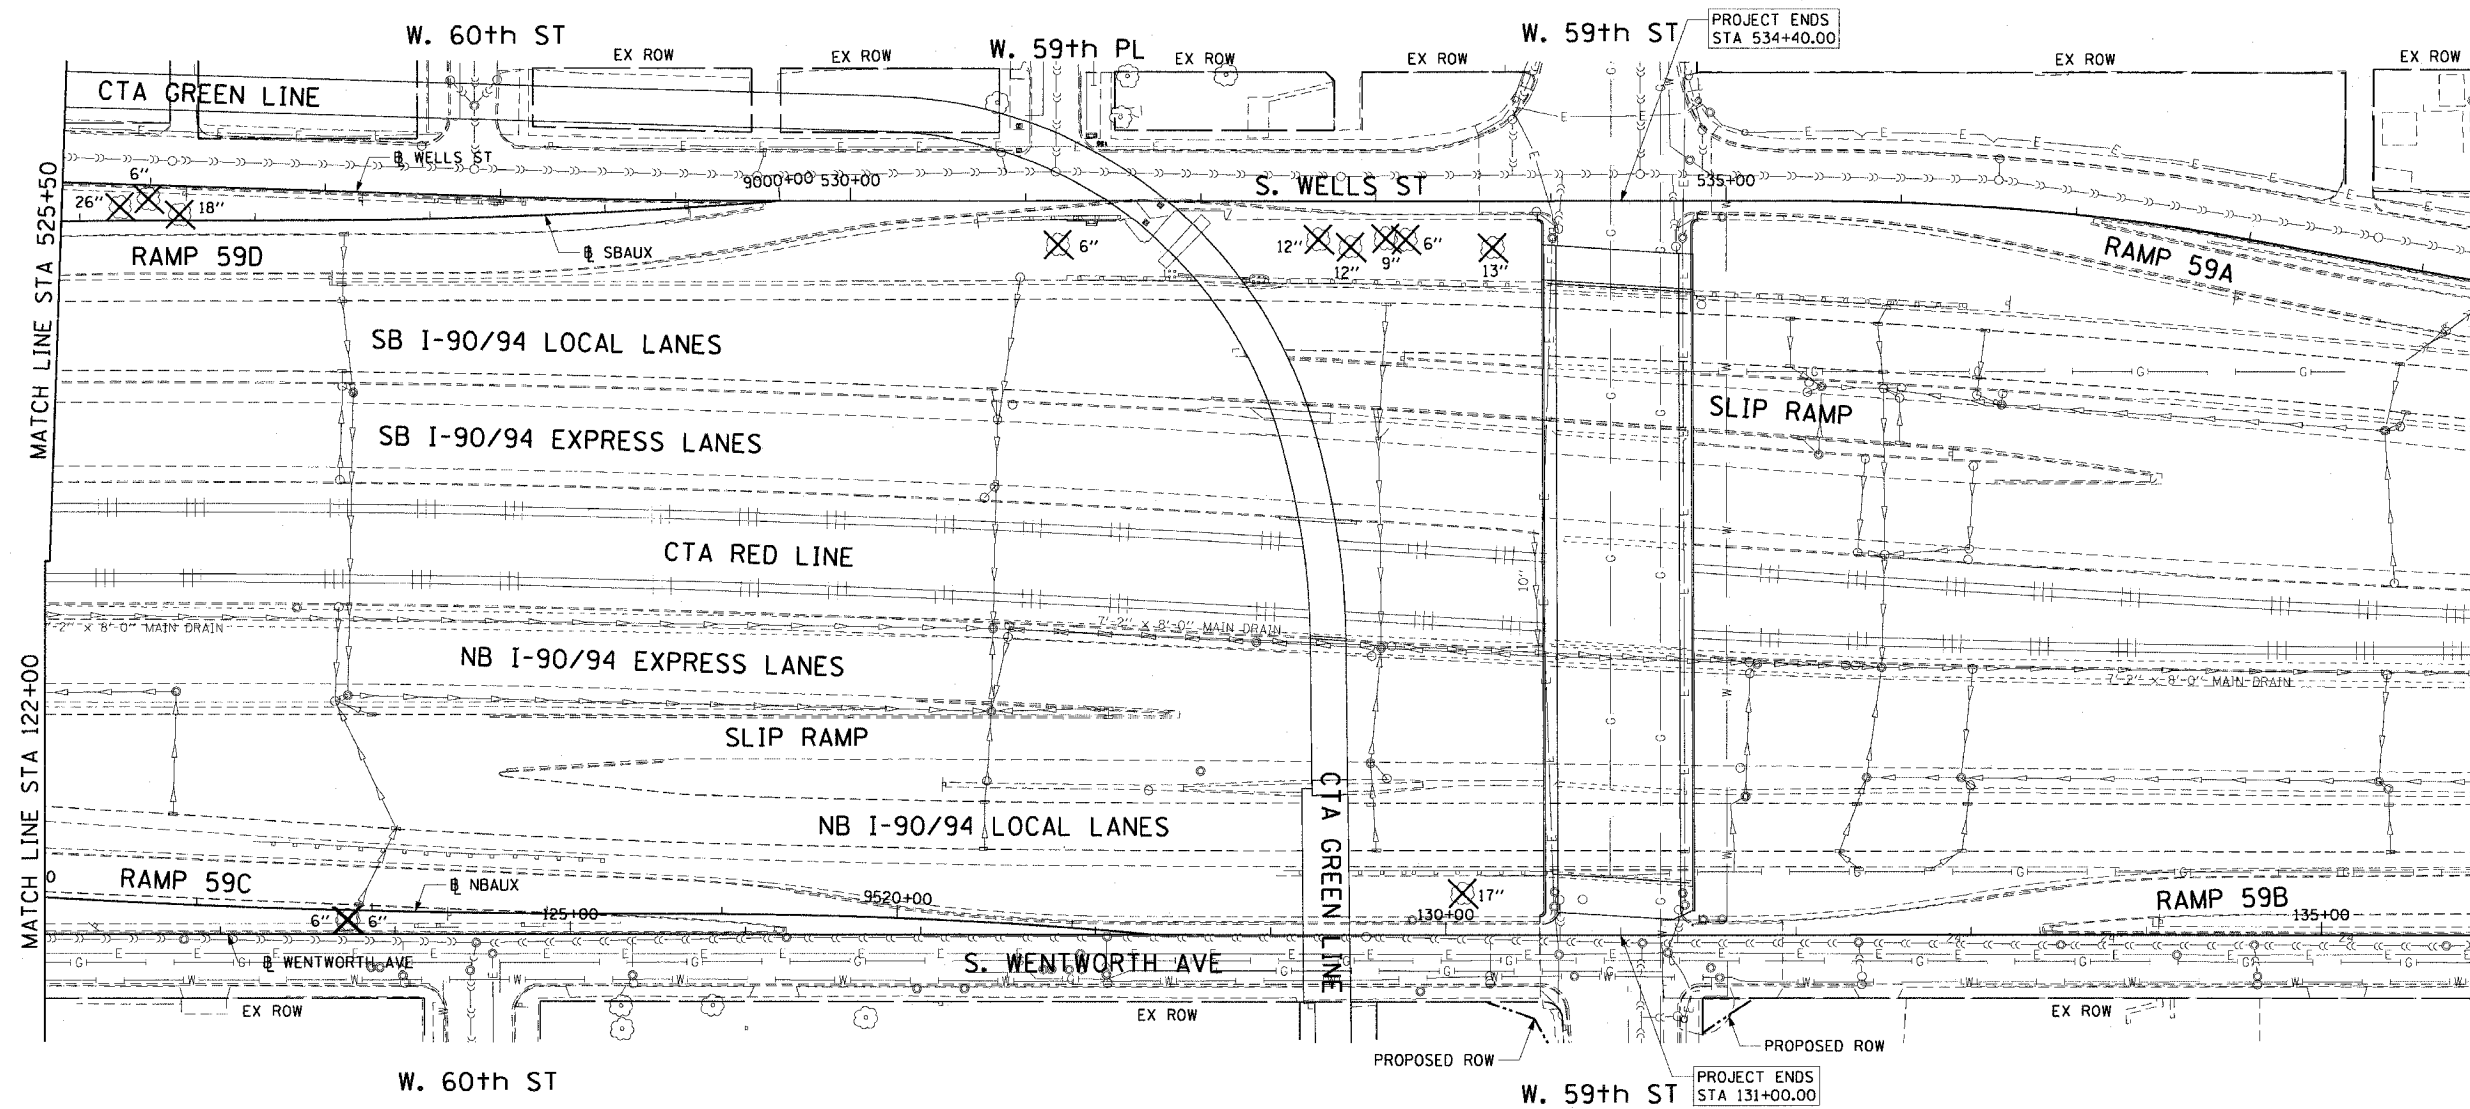 W. 60th ST
W. 59th PL
W. 59th ST
PROJECT ENDS
STA 534+40.00
EX ROW
EX ROW
EX ROW
EX ROW
EX ROW
EX ROW
CTA GREEN LINE
℄ WELLS ST
MATCH LINE STA 525+50
6"
26"
18"
9000+00
530+00
S. WELLS ST
535+00
RAMP 59D
℄ SBAUX
6"
12"
12"
9"
6"
13"
RAMP 59A
SB I-90/94 LOCAL LANES
SLIP RAMP
SB I-90/94 EXPRESS LANES
CTA RED LINE
10"
7'-2" × 8'-0" MAIN DRAIN
7'-2" × 8'-0" MAIN DRAIN
NB I-90/94 EXPRESS LANES
7'-2" × 8'-0" MAIN DRAIN
MATCH LINE STA 122+00
SLIP RAMP
NB I-90/94 LOCAL LANES
CTA GREEN LINE
RAMP 59C
℄ NBAUX
9520+00
17"
RAMP 59B
6"
6"
125+00
130+00
135+00
℄ WENTWORTH AVE
S. WENTWORTH AVE
EX ROW
EX ROW
EX ROW
PROPOSED ROW
PROPOSED ROW
W. 60th ST
W. 59th ST
PROJECT ENDS
STA 131+00.00